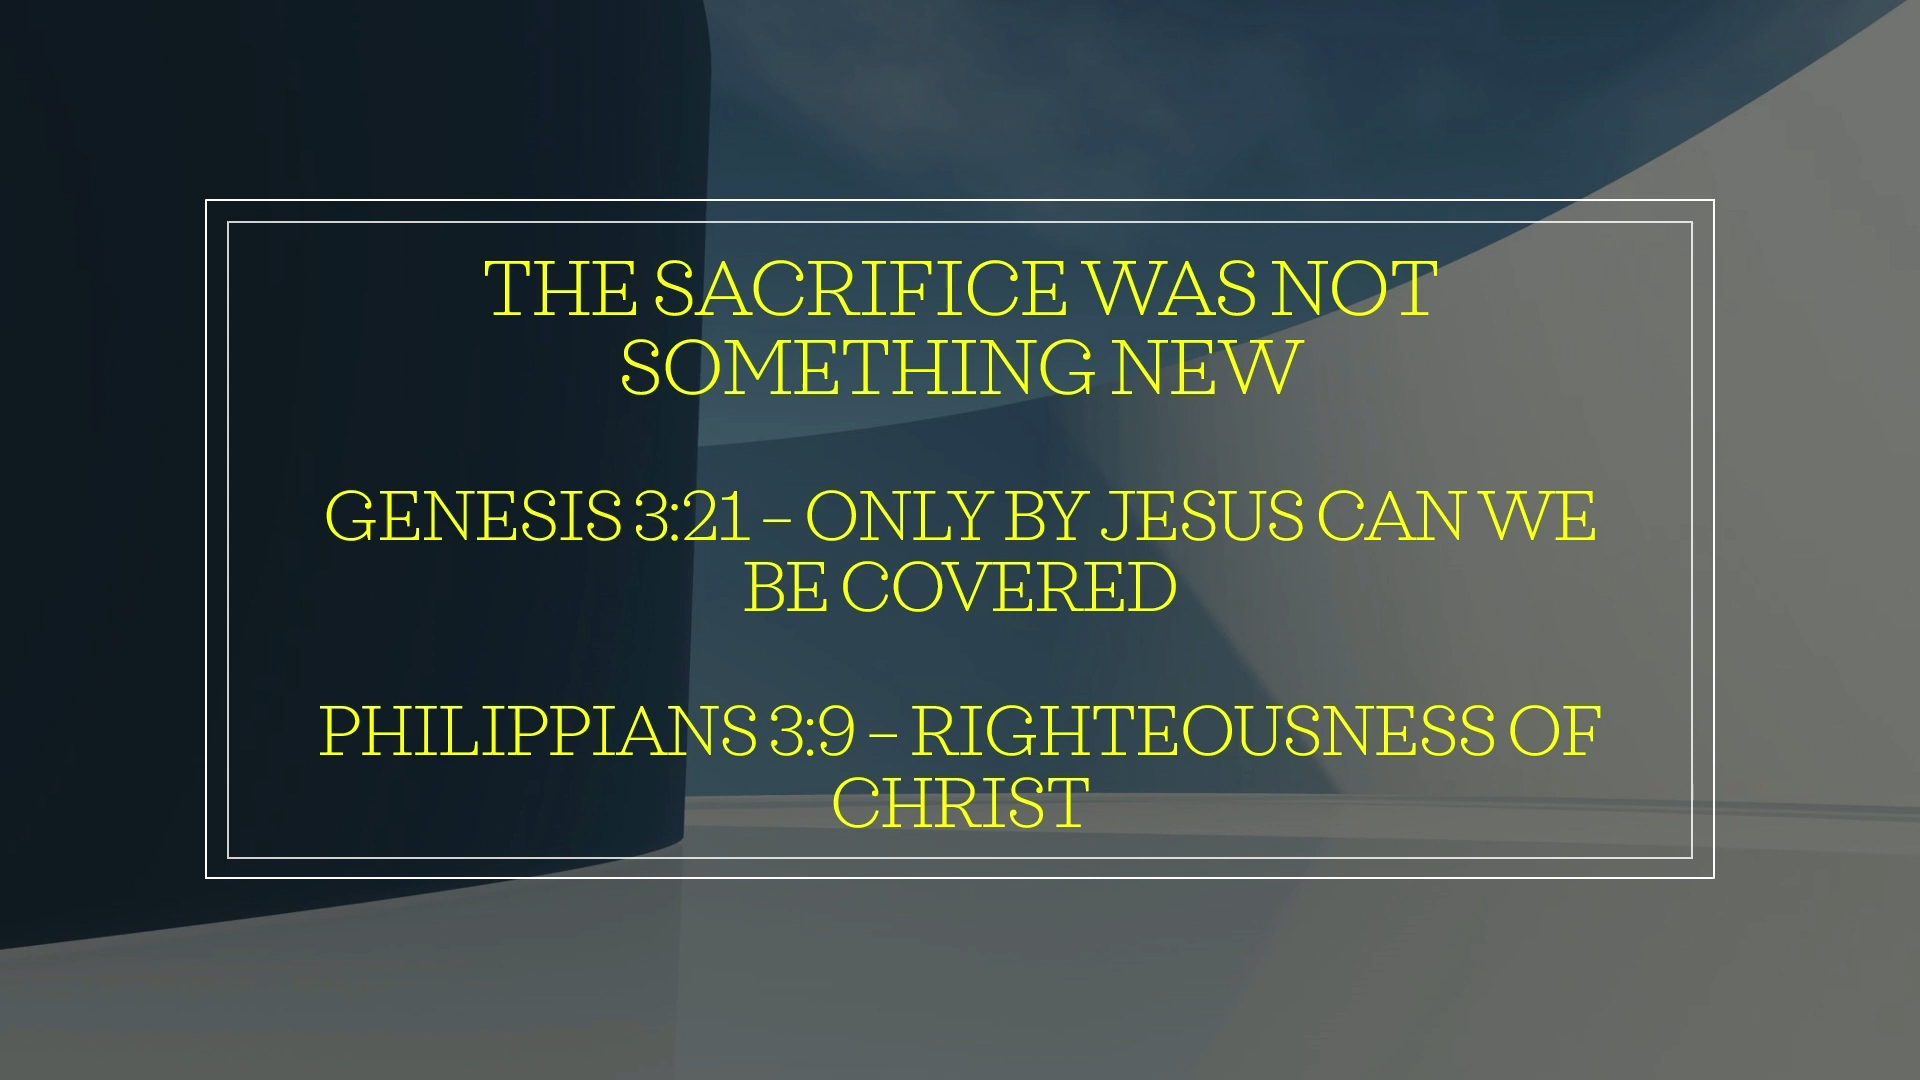 THE SACRIFICE WAS NOT
SOMETHING NEW
GENESIS 3:21 – ONLY BY JESUS CAN WE
BE COVERED
PHILIPPIANS 3:9 – RIGHTEOUSNESS OF
CHRIST